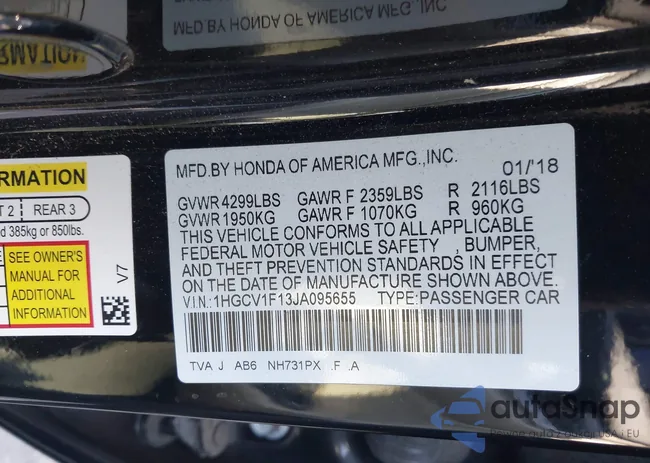 MFD BY HONDA OF AMERICA MFG., INC
ORMATION
T 2 REAR 3
d 385kg or 850lbs.
SEE OWNER'S
MANUAL FOR
ADDITIONAL
INFORMATION
V7
MFD.BY HONDA OF AMERICA MFG.,INC. 01/'18
GVWR 4299LBS GAWR F 2359LBS R 2116LBS
GVWR 1950KG GAWR F 1070KG R 960KG
THIS VEHICLE CONFORMS TO ALL APPLICABLE
FEDERAL MOTOR VEHICLE SAFETY , BUMPER,
AND THEFT PREVENTION STANDARDS IN EFFECT
ON THE DATE OF MANUFACTURE SHOWN ABOVE.
V.I.N.: 1HGCV1F13JA095655 TYPE:PASSENGER CAR
TVA J AB6 NH731PX .F .A
autoSnap